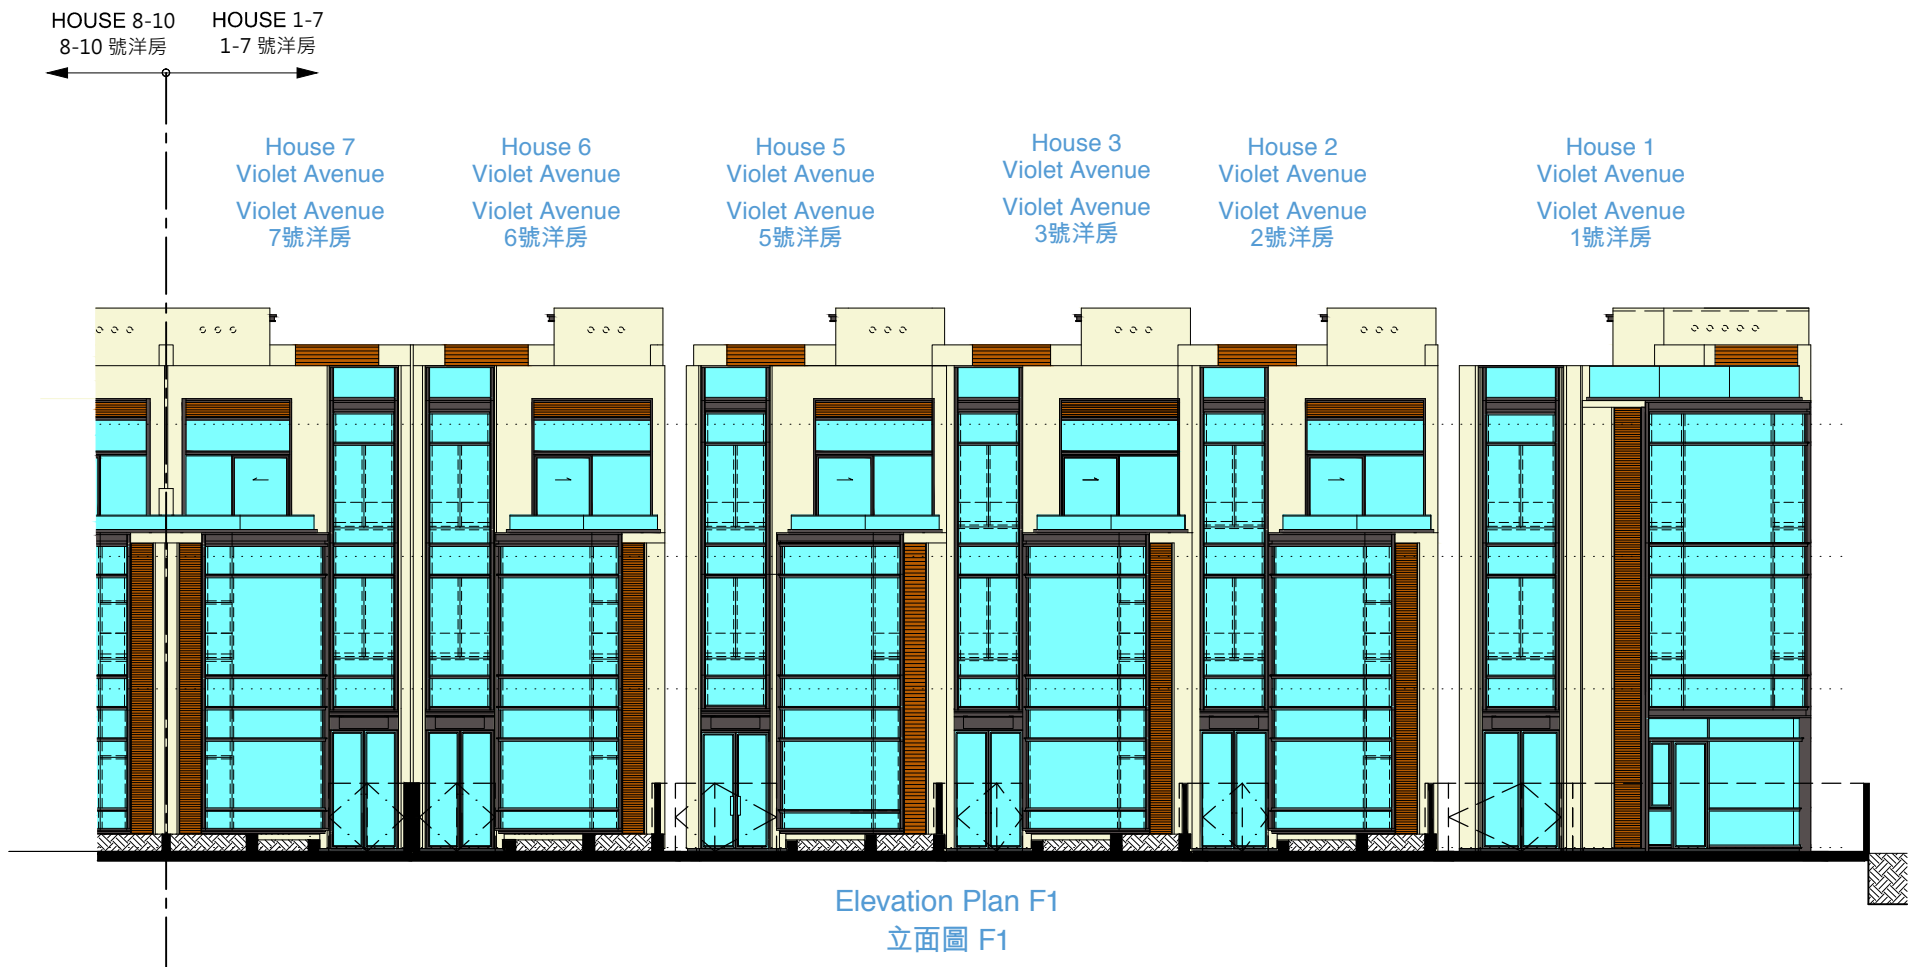 HOUSE 8-10
8-10 號洋房
HOUSE 1-7
1-7 號洋房
House 7
Violet Avenue
Violet Avenue
7號洋房
House 6
Violet Avenue
Violet Avenue
6號洋房
House 5
Violet Avenue
Violet Avenue
5號洋房
House 3
Violet Avenue
Violet Avenue
3號洋房
House 2
Violet Avenue
Violet Avenue
2號洋房
House 1
Violet Avenue
Violet Avenue
1號洋房
Elevation Plan F1
立面圖 F1